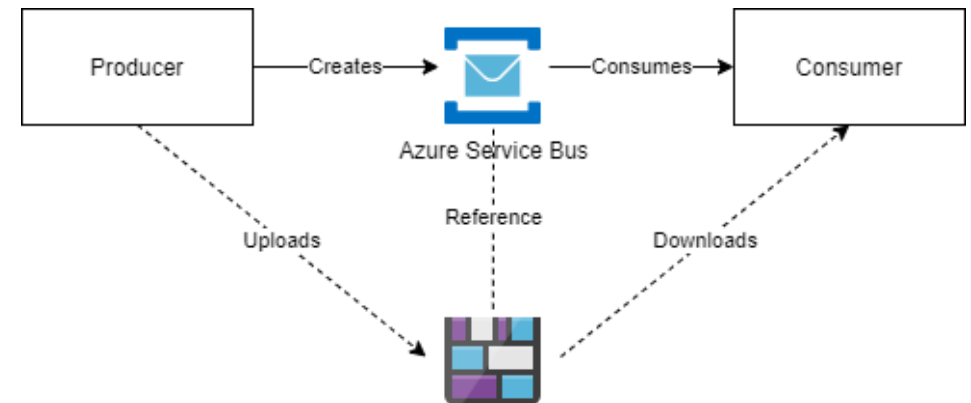 Producer
Creates
Consumes
Consumer
Azure Service Bus
Reference
Uploads
Downloads